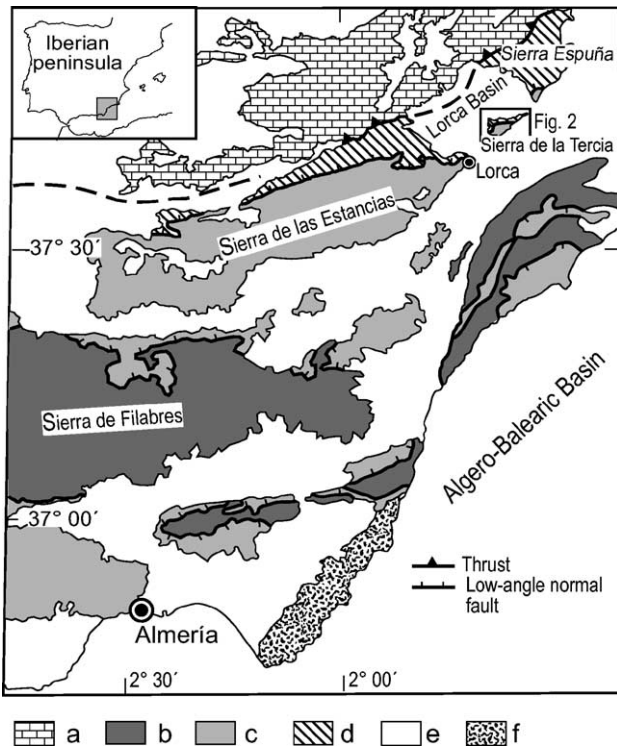 Iberian
peninsula
Sierra Espuña
Lorca Basin
Fig. 2
Sierra de la Tercia
Lorca
Sierra de las Estancias
37° 30´
Sierra de Filabres
Algero-Balearic Basin
37° 00´
Thrust
Low-angle normal
fault
Almería
2° 30´
2° 00´
a b c d e f